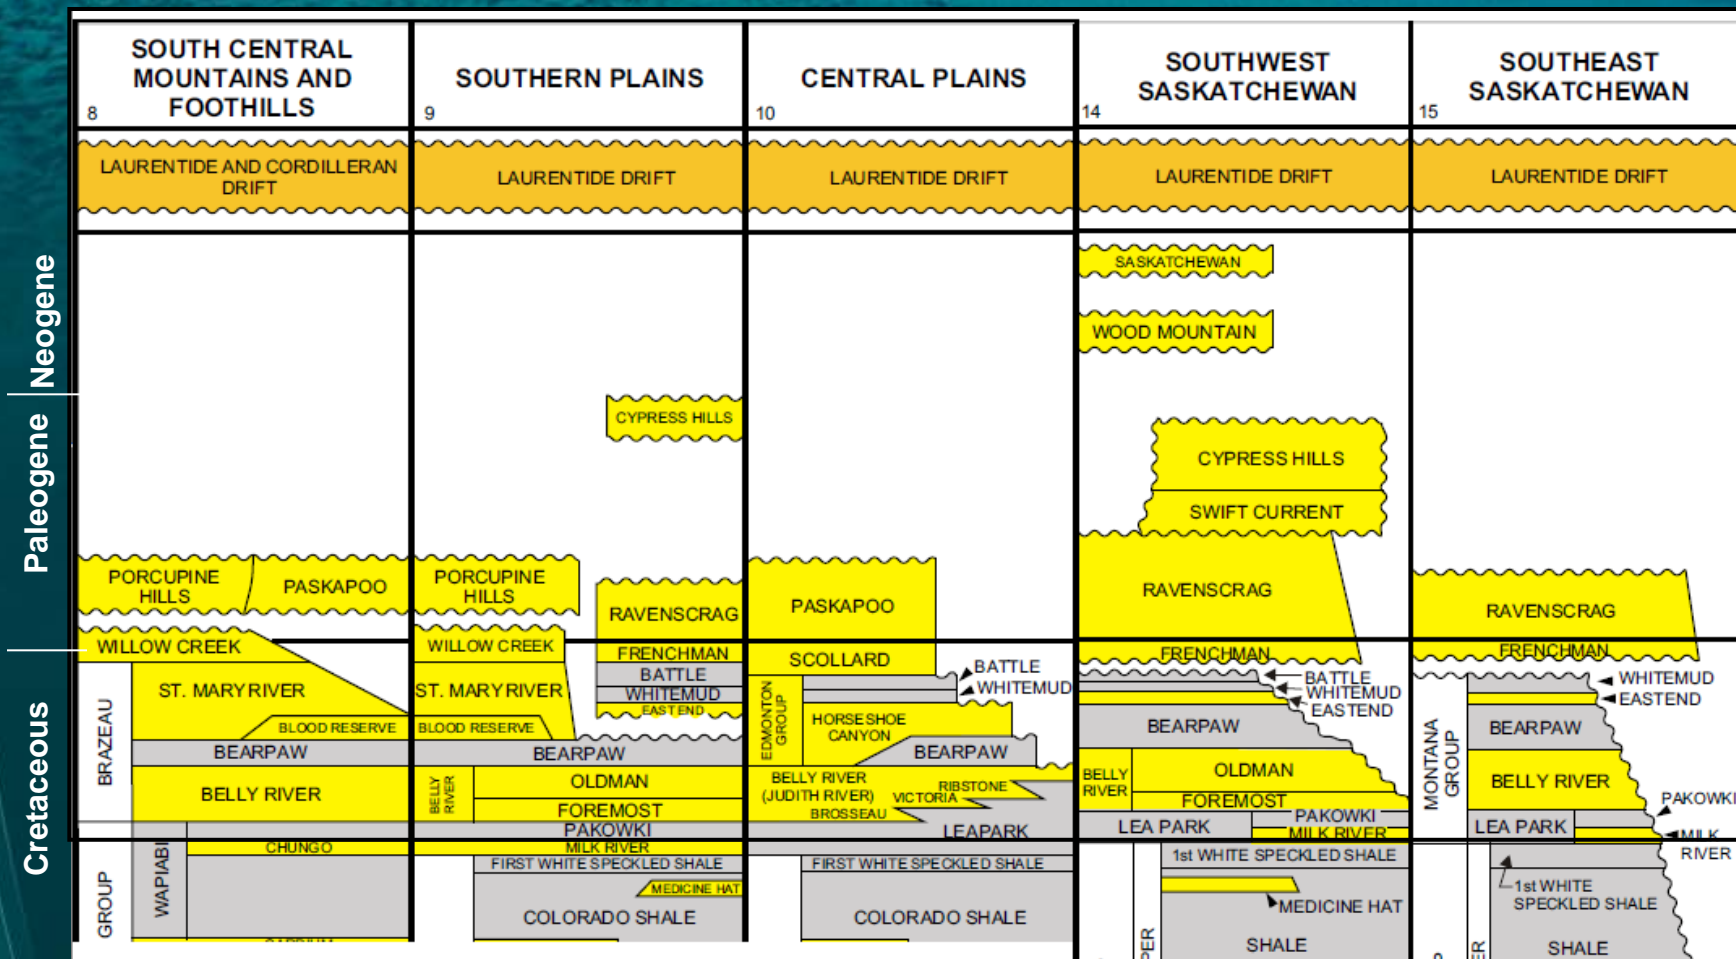 SOUTH CENTRAL
MOUNTAINS AND
FOOTHILLS
8
SOUTHERN PLAINS
9
CENTRAL PLAINS
10
SOUTHWEST
SASKATCHEWAN
14
SOUTHEAST
SASKATCHEWAN
15
LAURENTIDE AND CORDILLERAN
DRIFT
LAURENTIDE DRIFT
LAURENTIDE DRIFT
LAURENTIDE DRIFT
LAURENTIDE DRIFT
Neogene
Paleogene
Cretaceous
PORCUPINE
HILLS
PASKAPOO
WILLOW CREEK
ST. MARY RIVER
BLOOD RESERVE
BRAZEAU
BEARPAW
BELLY RIVER
WAPIABI
CHUNGO
GROUP
CYPRESS HILLS
PORCUPINE
HILLS
RAVENSCRAG
WILLOW CREEK
FRENCHMAN
BATTLE
WHITEMUD
EASTEND
ST. MARY RIVER
BLOOD RESERVE
BEARPAW
BELLY
RIVER
OLDMAN
FOREMOST
PAKOWKI
MILK RIVER
FIRST WHITE SPECKLED SHALE
MEDICINE HAT
COLORADO SHALE
PASKAPOO
SCOLLARD
BATTLE
WHITEMUD
EDMONTON
GROUP
HORSESHOE
CANYON
BEARPAW
BELLY RIVER
(JUDITH RIVER)
RIBSTONE
VICTORIA
BROSSEAU
LEAPARK
FIRST WHITE SPECKLED SHALE
COLORADO SHALE
SASKATCHEWAN
WOOD MOUNTAIN
CYPRESS HILLS
SWIFT CURRENT
RAVENSCRAG
FRENCHMAN
BATTLE
WHITEMUD
EASTEND
BEARPAW
BELLY
RIVER
OLDMAN
FOREMOST
PAKOWKI
LEA PARK
MILK RIVER
1st WHITE SPECKLED SHALE
MEDICINE HAT
SHALE
PER
RAVENSCRAG
FRENCHMAN
WHITEMUD
EASTEND
MONTANA
GROUP
BEARPAW
BELLY RIVER
PAKOWKI
LEA PARK
MILK
RIVER
1st WHITE
SPECKLED SHALE
SHALE